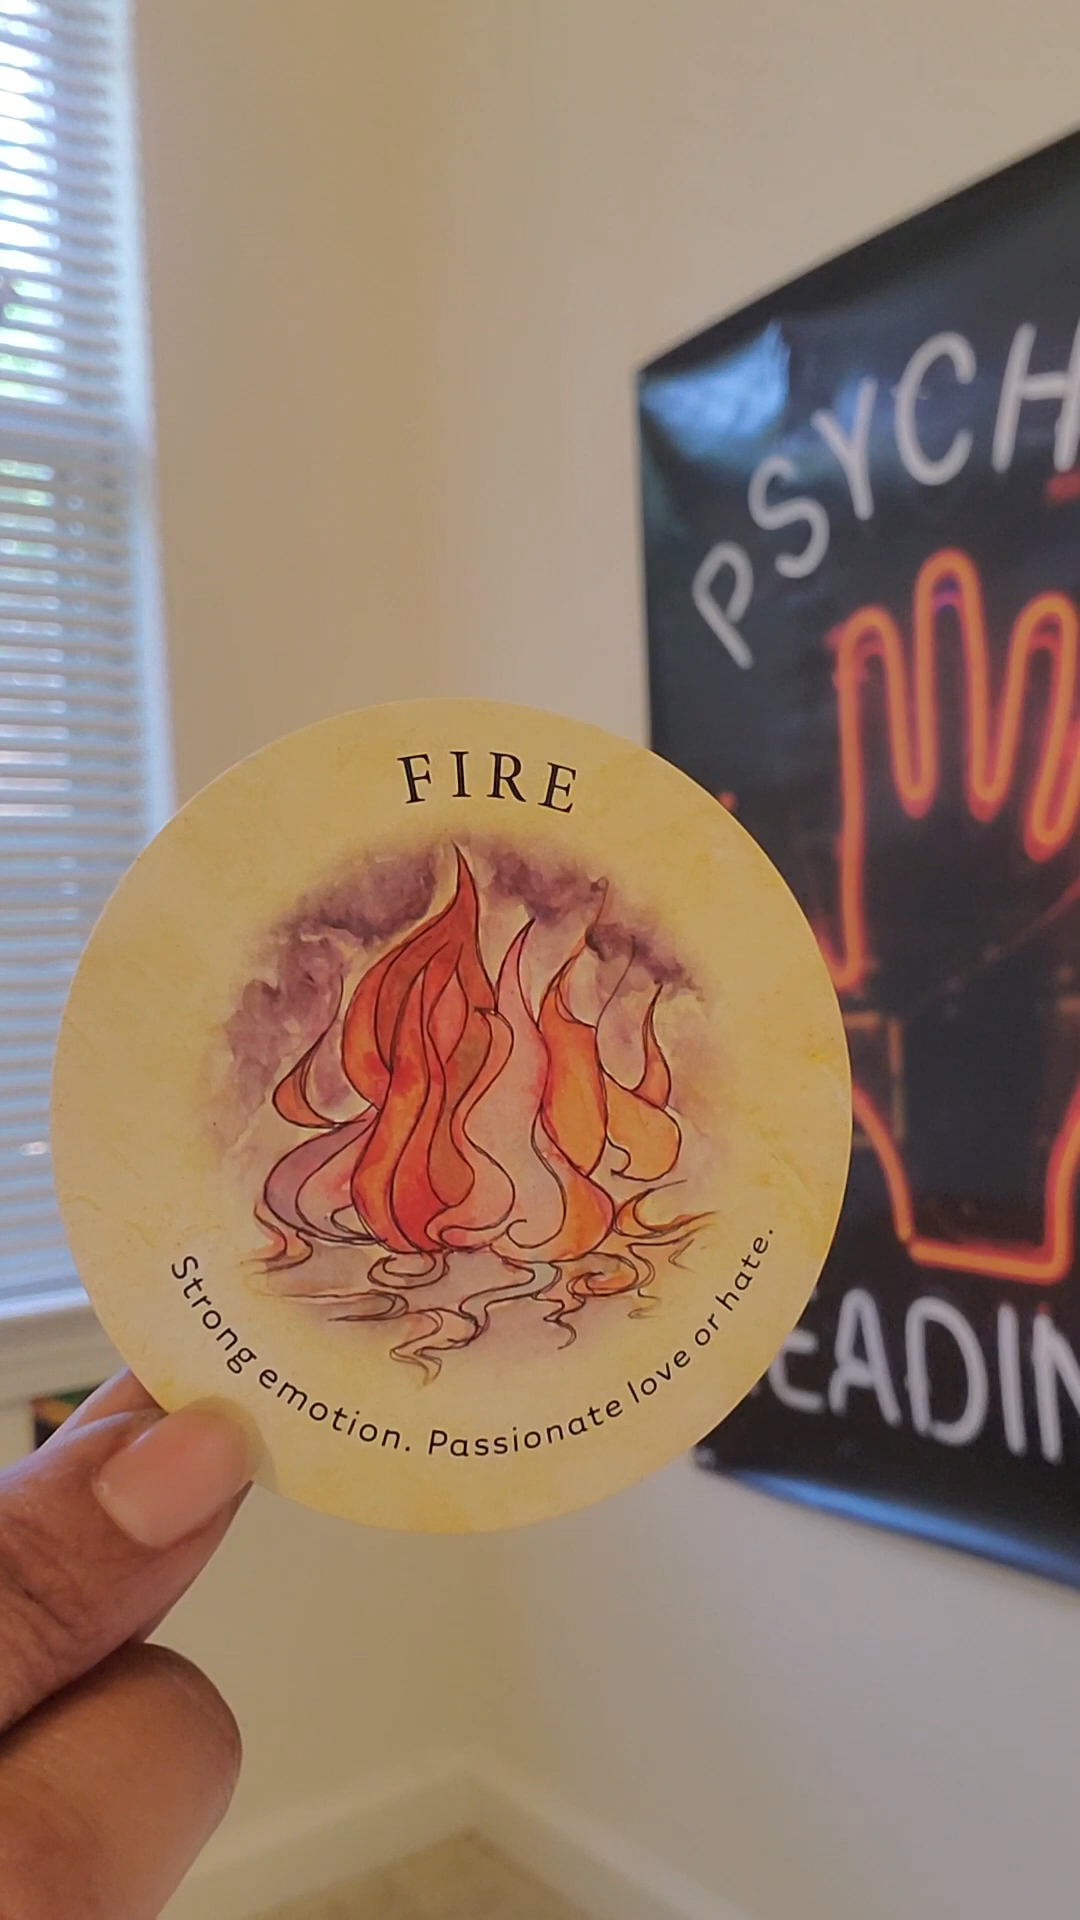 PSYCH
FIRE
Strong emotion. Passionate love or hate.
EADIN